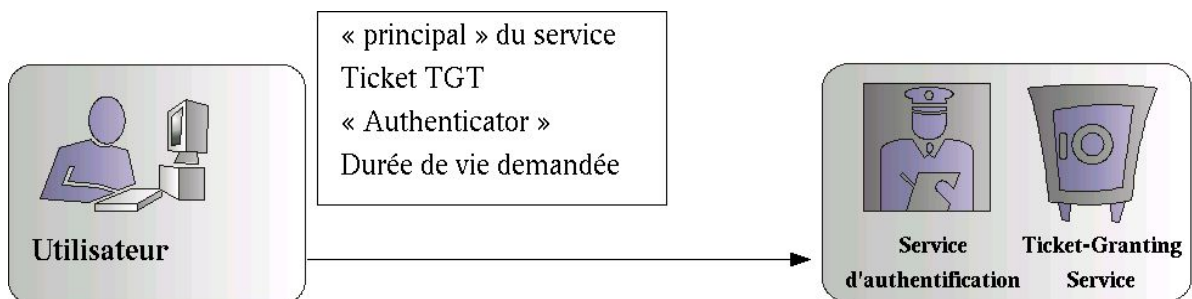 « principal » du service
Ticket TGT
« Authenticator »
Durée de vie demandée
Utilisateur
Service
d'authentification
Ticket-Granting
Service